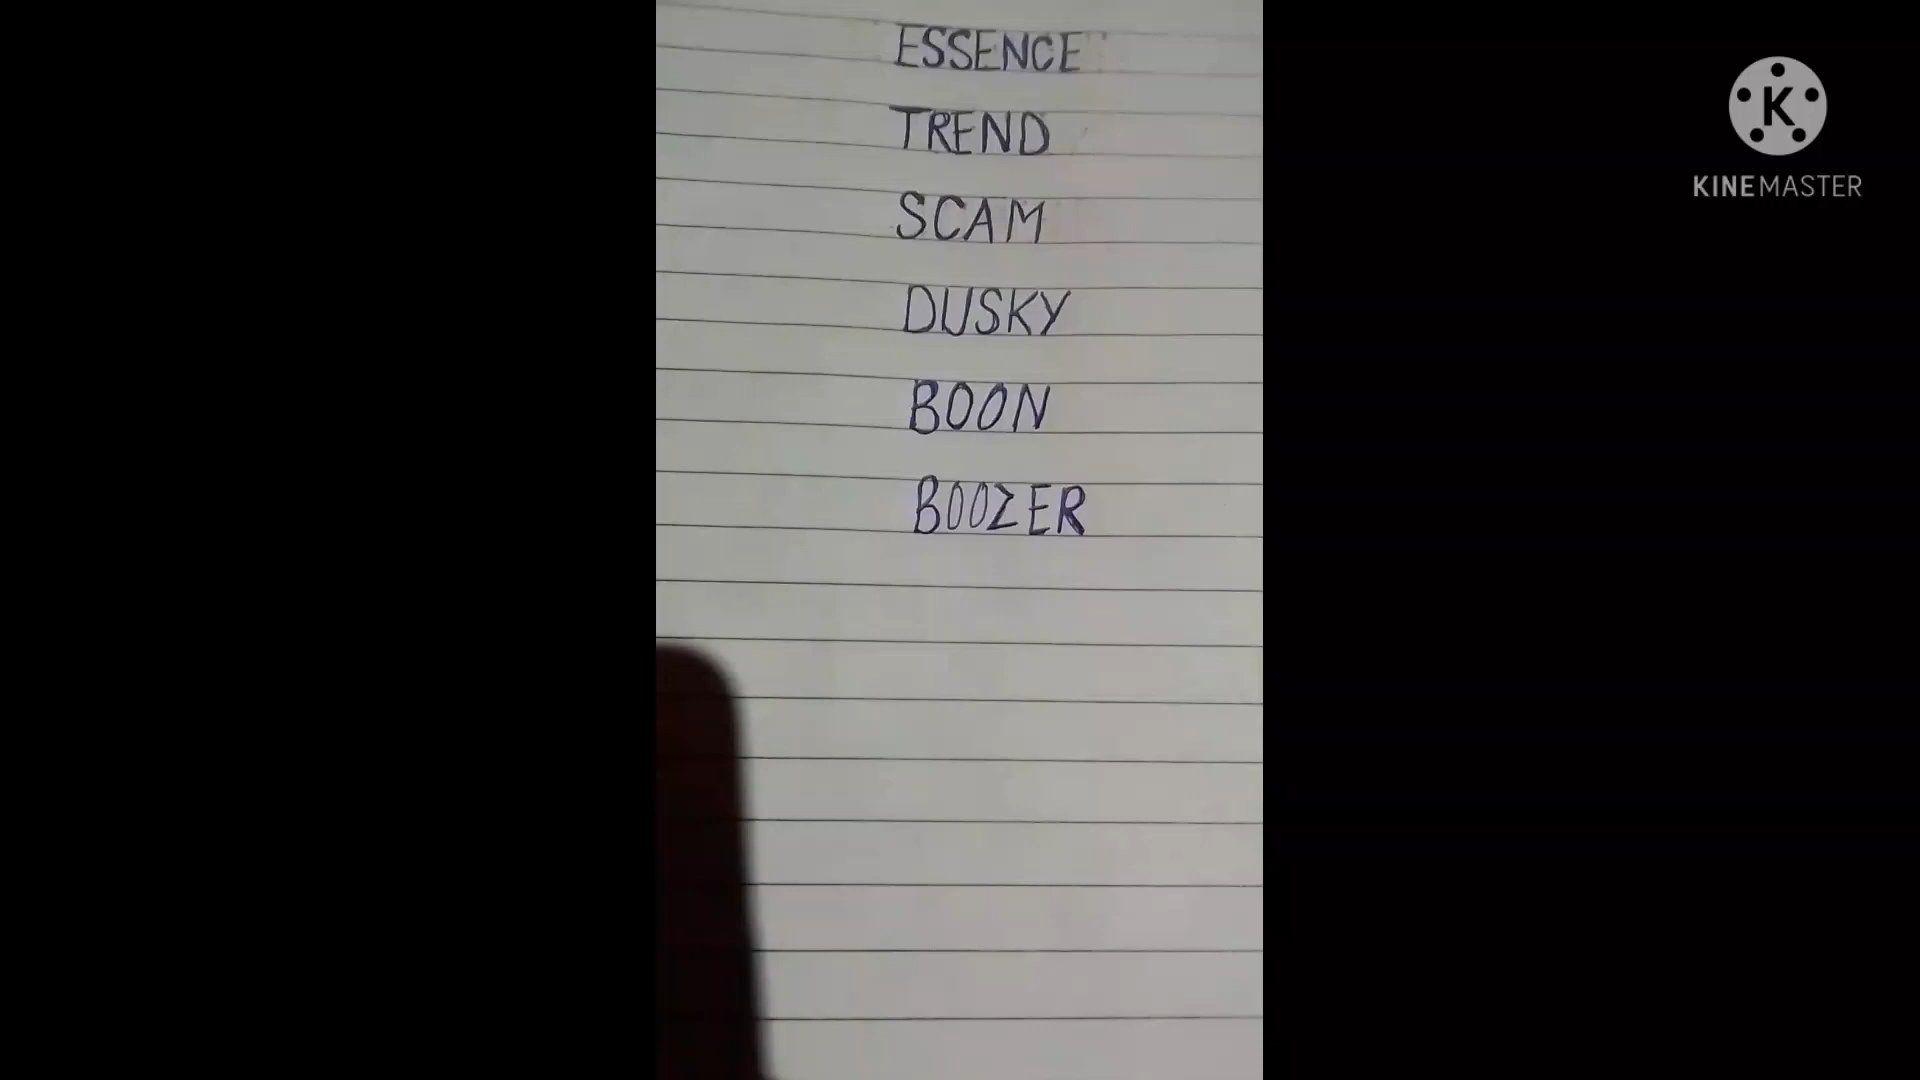 ESSENCE
TREND
SCAM
DUSKY
BOON
BOOZER
K
KINEMASTER